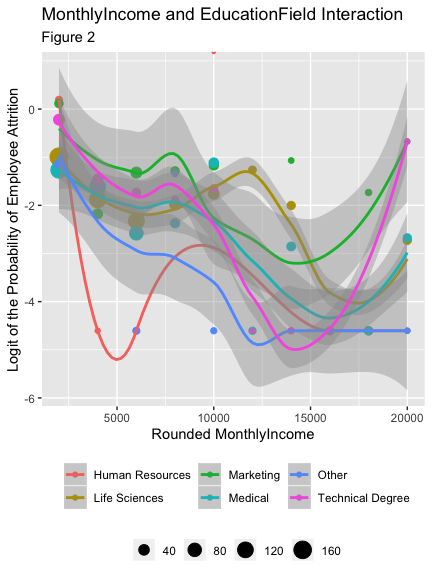 MonthlyIncome and EducationField Interaction
Figure 2
Logit of the Probability of Employee Attrition
0
-2
-4
-6
5000 10000 15000 20000
Rounded MonthlyIncome
Human Resources Marketing Other
Life Sciences Medical Technical Degree
40 80 120 160